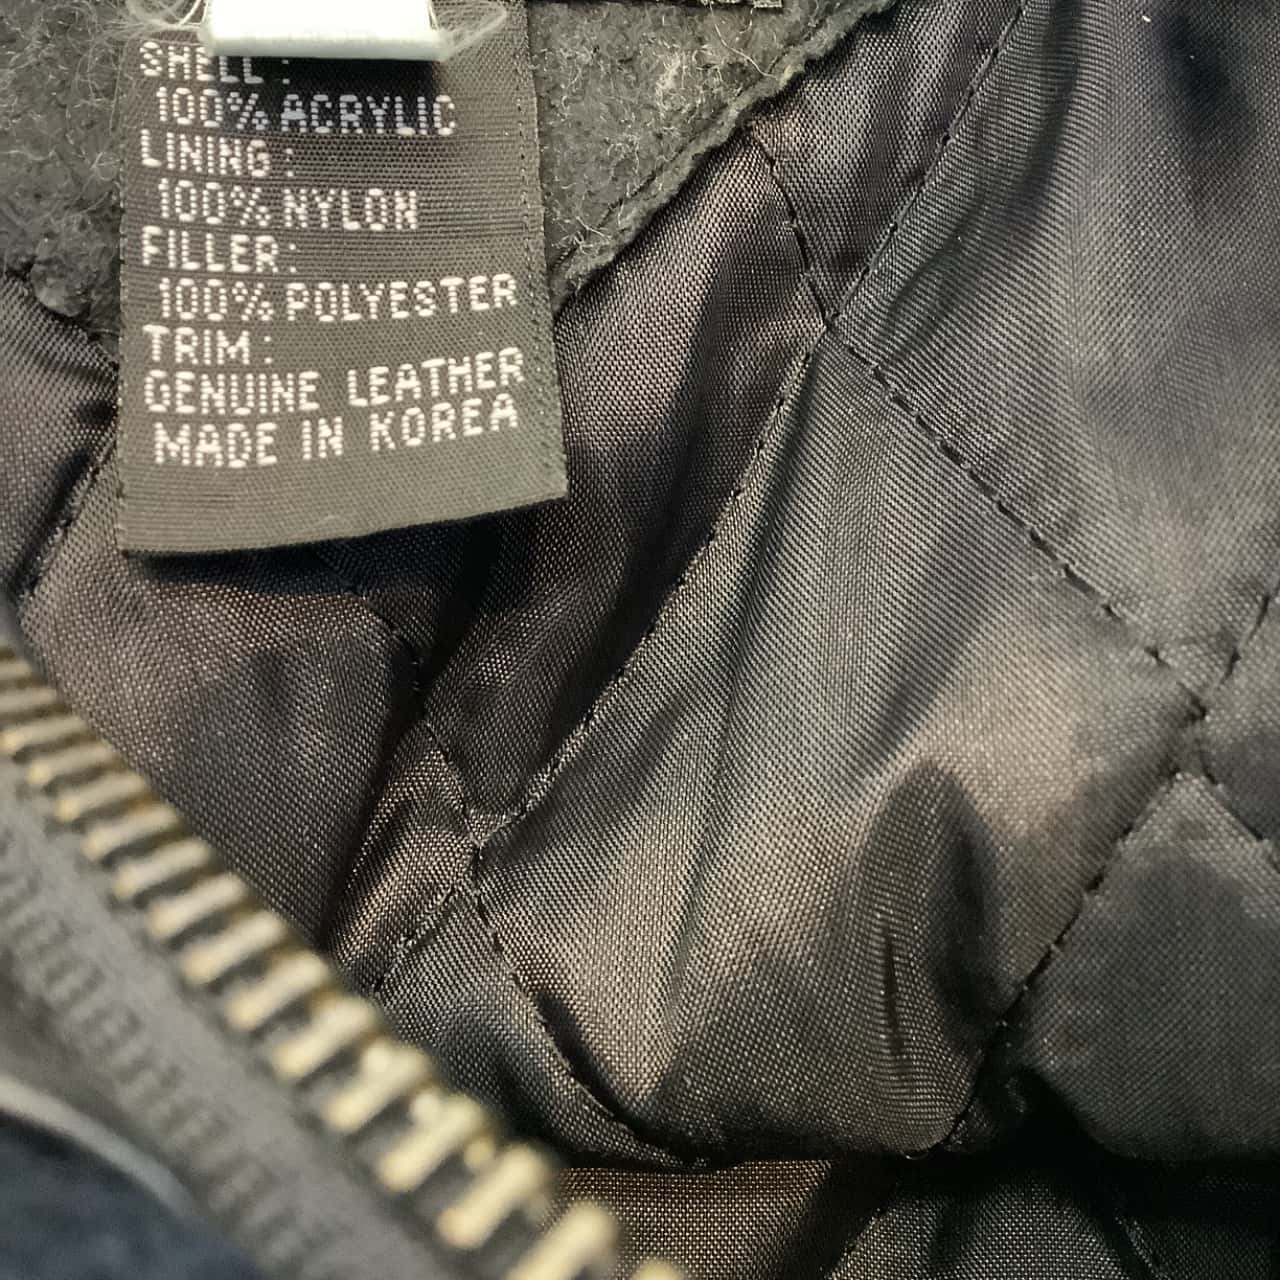 SHELL :
100% ACRYLIC
LINING :
100% NYLON
FILLER :
100% POLYESTER
TRIM :
GENUINE LEATHER
MADE IN KOREA